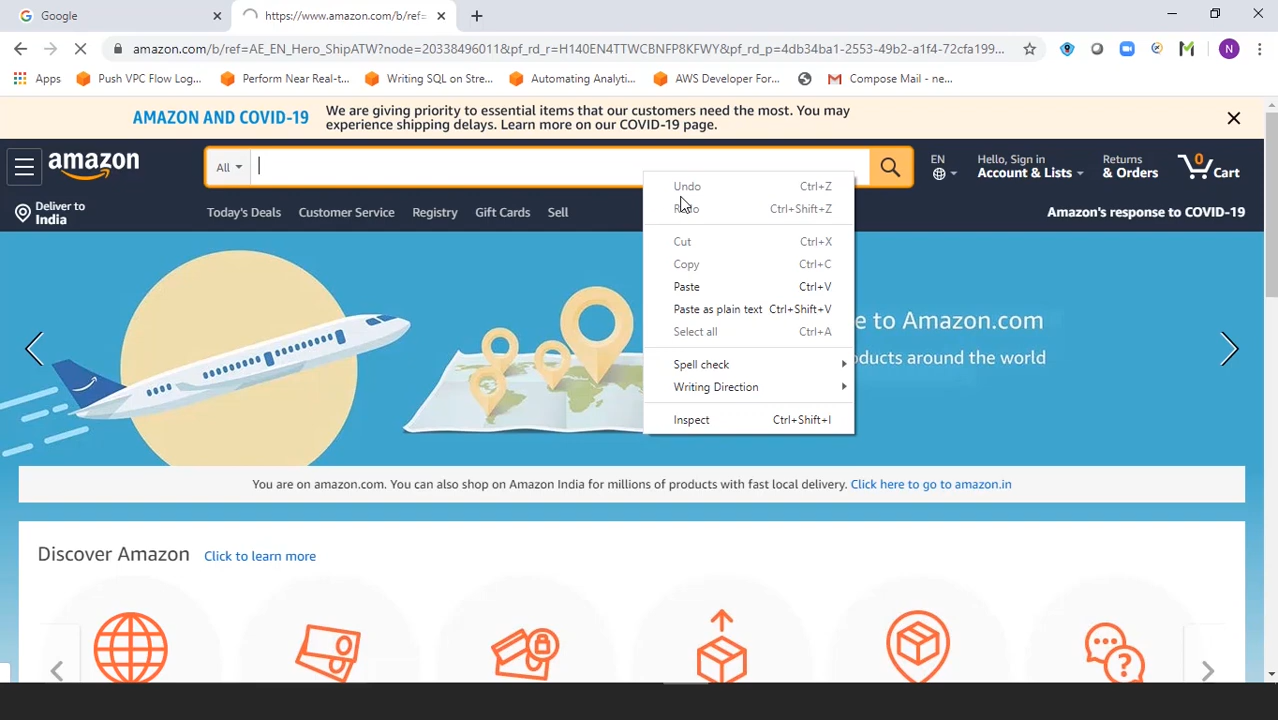 Google
https://www.amazon.com/b/ref=
amazon.com/b/ref=AE_EN_Hero_ShipATW?node=20338496011&pf_rd_r=H140EN4TTWCBNFP8KFWY&pf_rd_p=4db34ba1-2553-49b2-a1f4-72cfa199...
N
Apps
Push VPC Flow Log...
Perform Near Real-t...
Writing SQL on Stre...
Automating Analyti...
AWS Developer For...
Compose Mail - ne...
AMAZON AND COVID-19
We are giving priority to essential items that our customers need the most. You may
experience shipping delays. Learn more on our COVID-19 page.
amazon
All
EN
Hello, Sign in
Account & Lists
Returns
& Orders
0
Cart
Deliver to
India
Today's Deals
Customer Service
Registry
Gift Cards
Sell
Amazon's response to COVID-19
Undo Ctrl+Z
Redo Ctrl+Shift+Z
Cut Ctrl+X
Copy Ctrl+C
Paste Ctrl+V
Paste as plain text Ctrl+Shift+V
Select all Ctrl+A
Spell check
Writing Direction
Inspect Ctrl+Shift+I
e to Amazon.com
oducts around the world
You are on amazon.com. You can also shop on Amazon India for millions of products with fast local delivery. Click here to go to amazon.in
Discover Amazon
Click to learn more